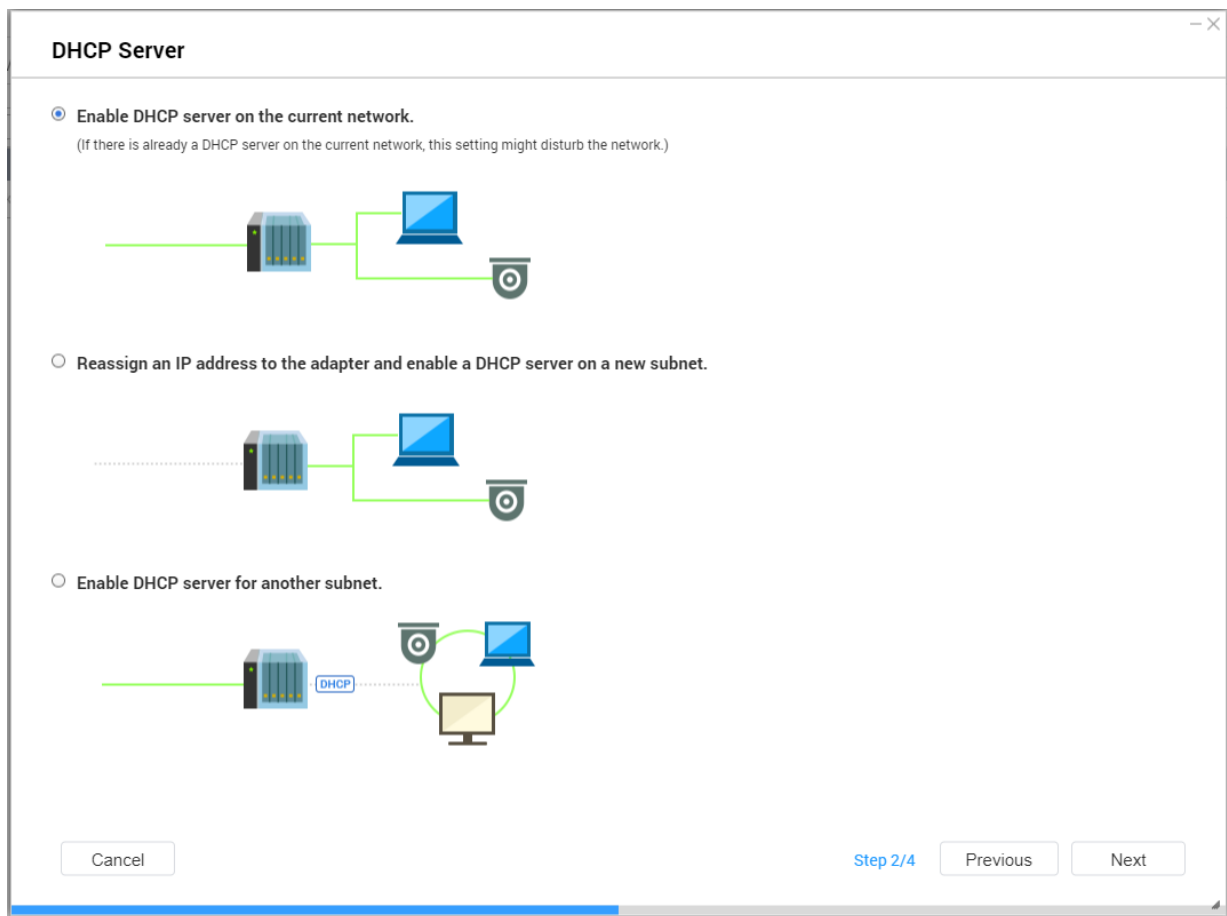 DHCP Server
Enable DHCP server on the current network.
(If there is already a DHCP server on the current network, this setting might disturb the network.)
Reassign an IP address to the adapter and enable a DHCP server on a new subnet.
Enable DHCP server for another subnet.
DHCP
Cancel
Step 2/4
Previous
Next